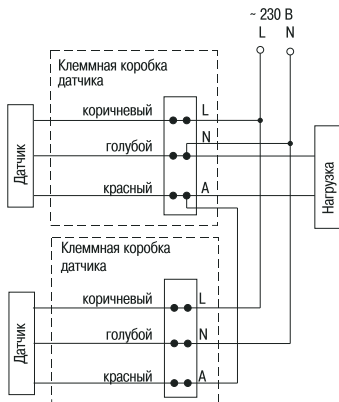 ~ 230 В
L N
Клеммная коробка
датчика
коричневый
L
голубой
N
красный
A
Датчик
Нагрузка
Клеммная коробка
датчика
коричневый
L
голубой
N
красный
A
Датчик